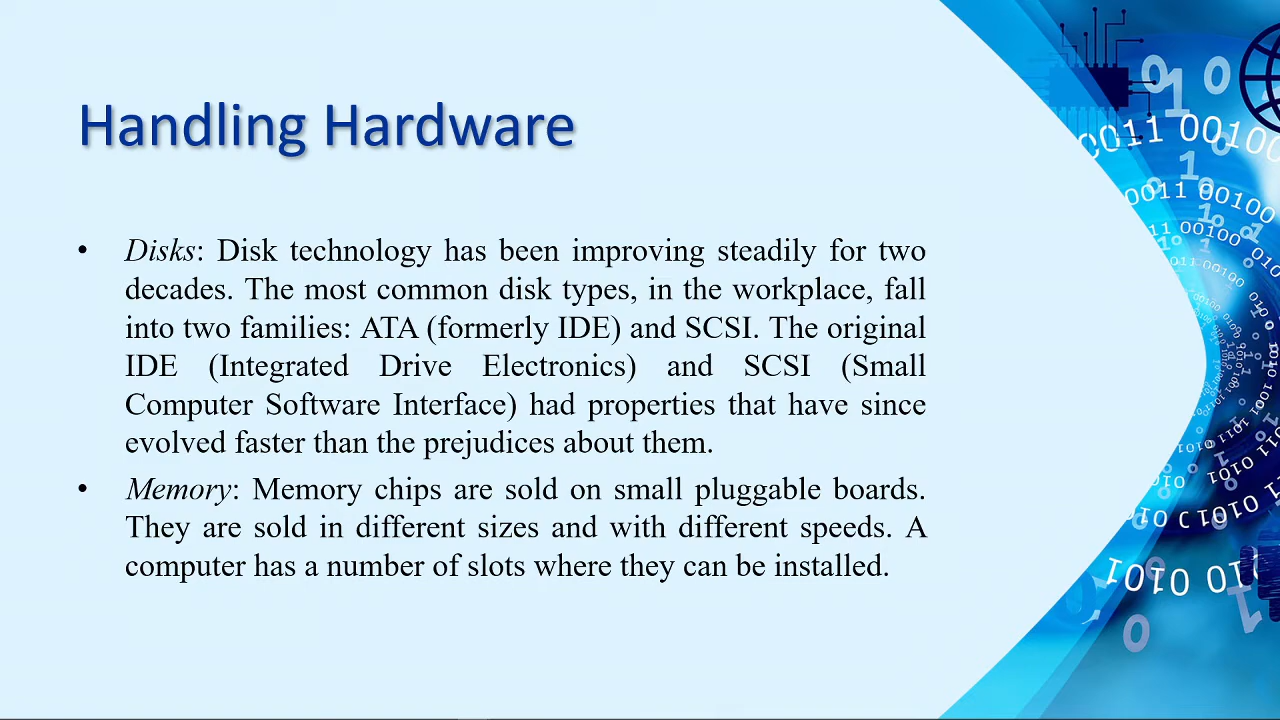 Handling Hardware
• Disks: Disk technology has been improving steadily for two
decades. The most common disk types, in the workplace, fall
into two families: ATA (formerly IDE) and SCSI. The original
IDE (Integrated Drive Electronics) and SCSI (Small
Computer Software Interface) had properties that have since
evolved faster than the prejudices about them.
• Memory: Memory chips are sold on small pluggable boards.
They are sold in different sizes and with different speeds. A
computer has a number of slots where they can be installed.